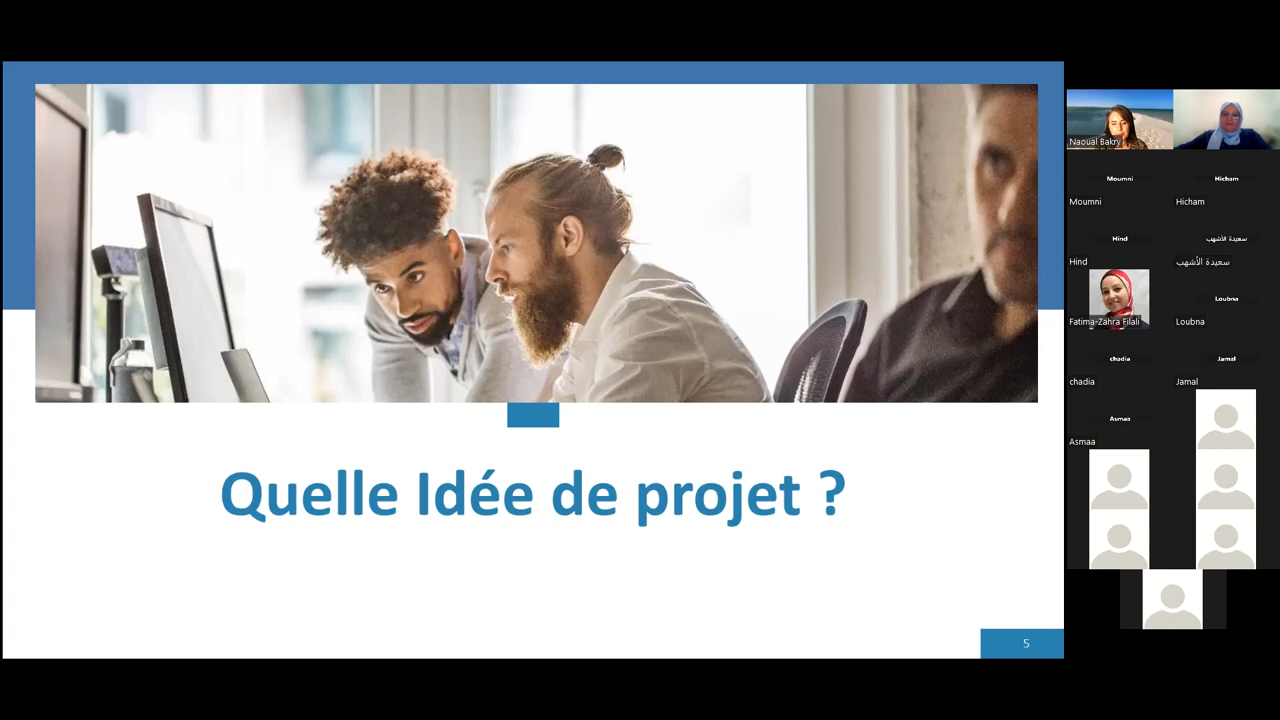 Quelle Idée de projet ?
5
Naoual Bakry
Moumni
Hicham
Moumni
Hicham
Hind
سعيدة الأشهب
Hind
سعيدة الأشهب
Fatima-Zahra Filali
Loubna
Loubna
chadia
Jamal
chadia
Jamal
Asmaa
Asmaa